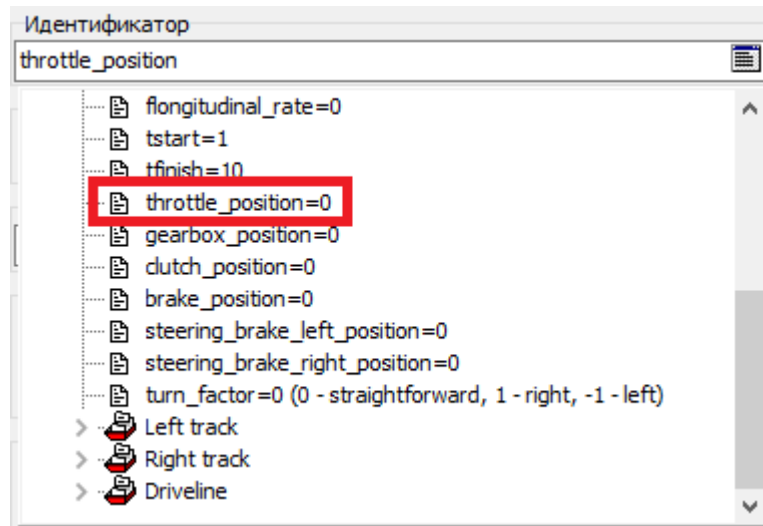 Идентификатор
throttle_position
flongitudinal_rate=0
tstart=1
tfinish=10
throttle_position=0
gearbox_position=0
clutch_position=0
brake_position=0
steering_brake_left_position=0
steering_brake_right_position=0
turn_factor=0 (0 - straightforward, 1 - right, -1 - left)
Left track
Right track
Driveline